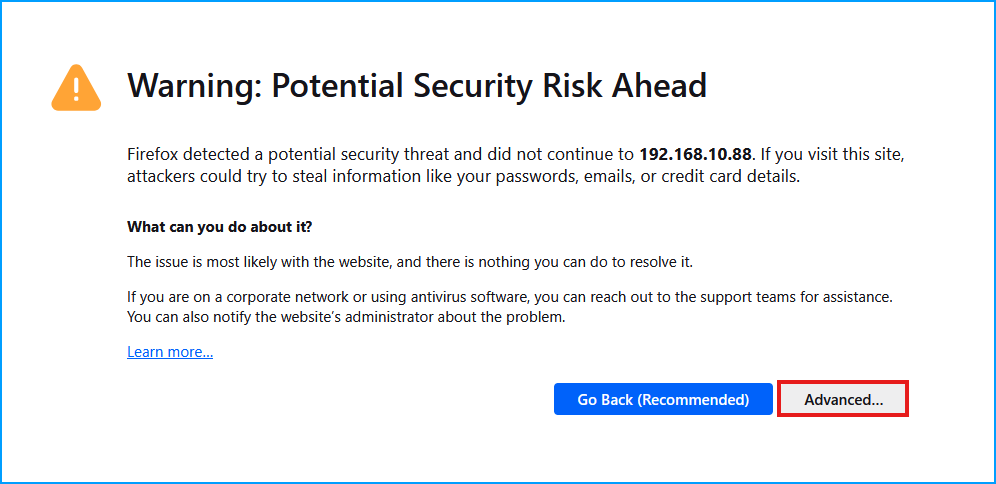 Warning: Potential Security Risk Ahead
Firefox detected a potential security threat and did not continue to 192.168.10.88. If you visit this site,
attackers could try to steal information like your passwords, emails, or credit card details.
What can you do about it?
The issue is most likely with the website, and there is nothing you can do to resolve it.
If you are on a corporate network or using antivirus software, you can reach out to the support teams for assistance.
You can also notify the website’s administrator about the problem.
Learn more...
Go Back (Recommended) Advanced...